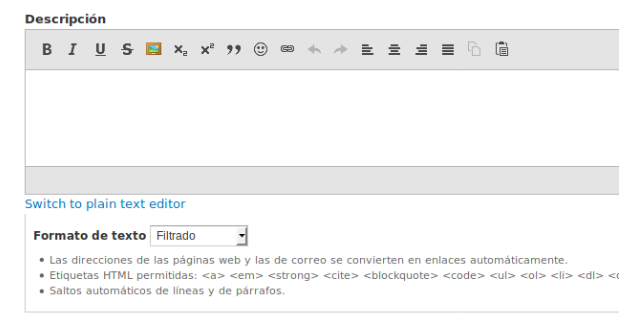 Descripción
B I U S x₂ x² ”
Switch to plain text editor
Formato de texto Filtrado
Las direcciones de las páginas web y las de correo se convierten en enlaces automáticamente.
Etiquetas HTML permitidas: <a> <em> <strong> <cite> <blockquote> <code> <ul> <ol> <li> <dl>
Saltos automáticos de líneas y de párrafos.